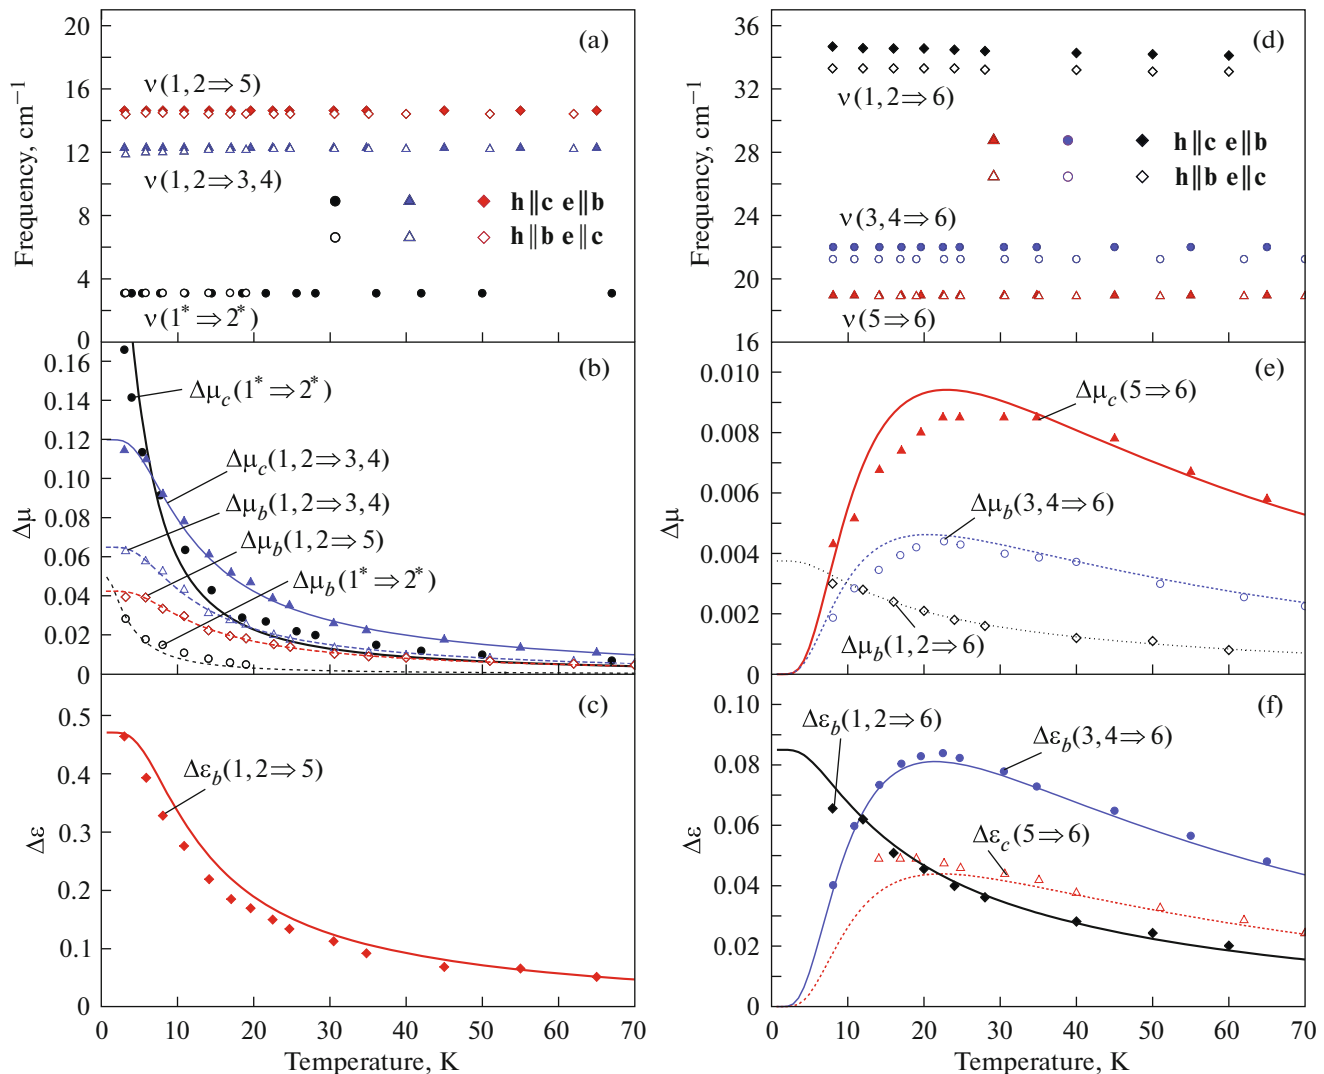 (a)
20
16
12
8
4
0
Frequency, cm−1
ν(1,2⇒5)
ν(1,2⇒3,4)
h∥c e∥b
h∥b e∥c
ν(1*⇒2*)
(b)
0.16
0.14
0.12
0.10
0.08
0.06
0.04
0.02
0
Δμ
Δμc(1*⇒2*)
Δμc(1,2⇒3,4)
Δμb(1,2⇒3,4)
Δμb(1,2⇒5)
Δμb(1*⇒2*)
(c)
0.5
0.4
0.3
0.2
0.1
0
Δε
Δεb(1,2⇒5)
0 10 20 30 40 50 60 70
Temperature, K
(d)
36
32
28
24
20
16
Frequency, cm−1
ν(1,2⇒6)
h∥c e∥b
h∥b e∥c
ν(3,4⇒6)
ν(5⇒6)
(e)
0.010
0.008
0.006
0.004
0.002
0
Δμ
Δμc(5⇒6)
Δμb(3,4⇒6)
Δμb(1,2⇒6)
(f)
0.10
0.08
0.06
0.04
0.02
0
Δε
Δεb(1,2⇒6)
Δεb(3,4⇒6)
Δεc(5⇒6)
10 20 30 40 50 60 70
Temperature, K